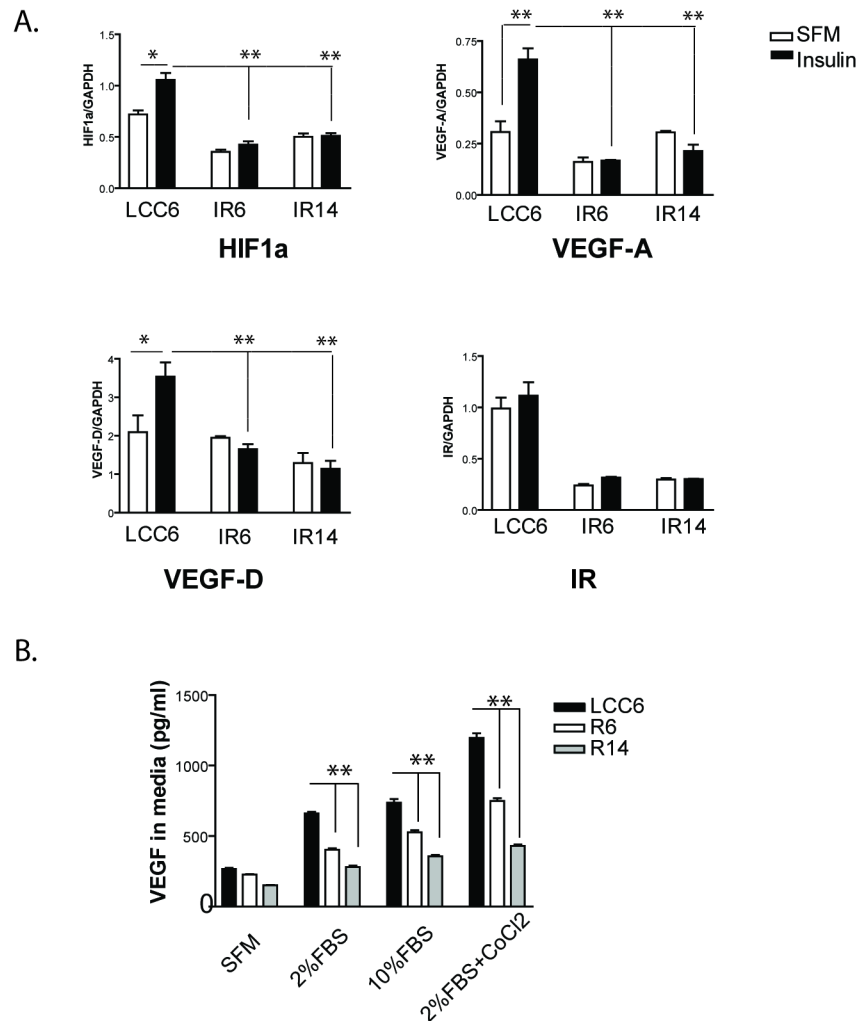 A.
SFM
Insulin
1.5
1.0
0.5
0.0
HIF1a/GAPDH
*
**
**
LCC6
IR6
IR14
HIF1a
0.75
0.50
0.25
0.00
VEGF-A/GAPDH
**
**
**
LCC6
IR6
IR14
VEGF-A
4
3
2
1
0
VEGF-D/GAPDH
*
**
**
LCC6
IR6
IR14
VEGF-D
1.5
1.0
0.5
0.0
IR/GAPDH
LCC6
IR6
IR14
IR
B.
1500
1000
500
0
VEGF in media (pg/ml)
**
**
**
LCC6
R6
R14
SFM
2%FBS
10%FBS
2%FBS+CoCl2